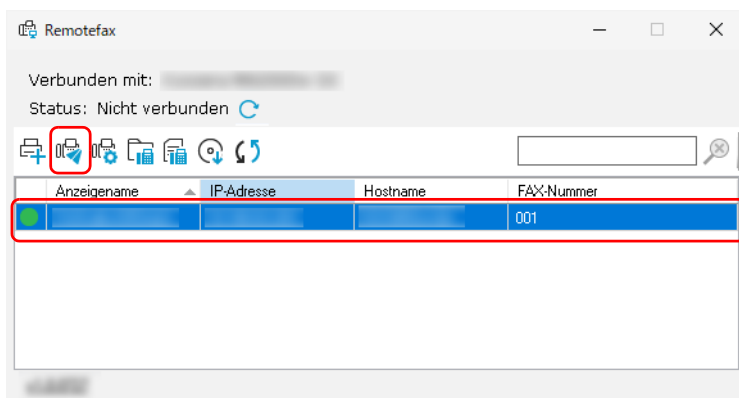 Remotefax
Verbunden mit:
Status: Nicht verbunden
Anzeigename IP-Adresse Hostname FAX-Nummer
001